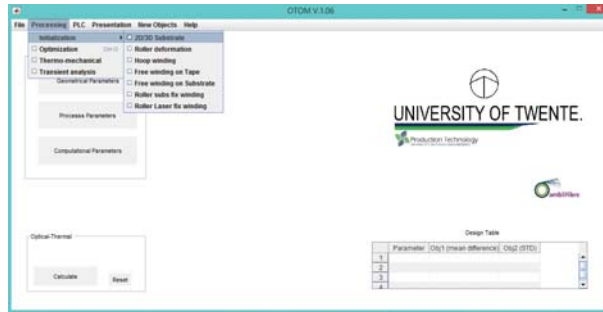 OTOM V.1.06
File Processing PLC Presentation New Objects Help
Initialization
Optimization Ctrl-O
Thermo-mechanical
Transient analysis
2D/3D Substrate
Roller deformation
Hoop winding
Free winding on Tape
Free winding on Substrate
Roller subs fix winding
Roller Laser fix winding
Geometrical Parameters
Processs Parameters
Computational Parameters
UNIVERSITY OF TWENTE.
Production Technology
ambliFibre
Optical-Thermal
Calculate
Reset
Design Table
Parameter Obj1 (mean difference) Obj2 (STD)
1
2
3
4